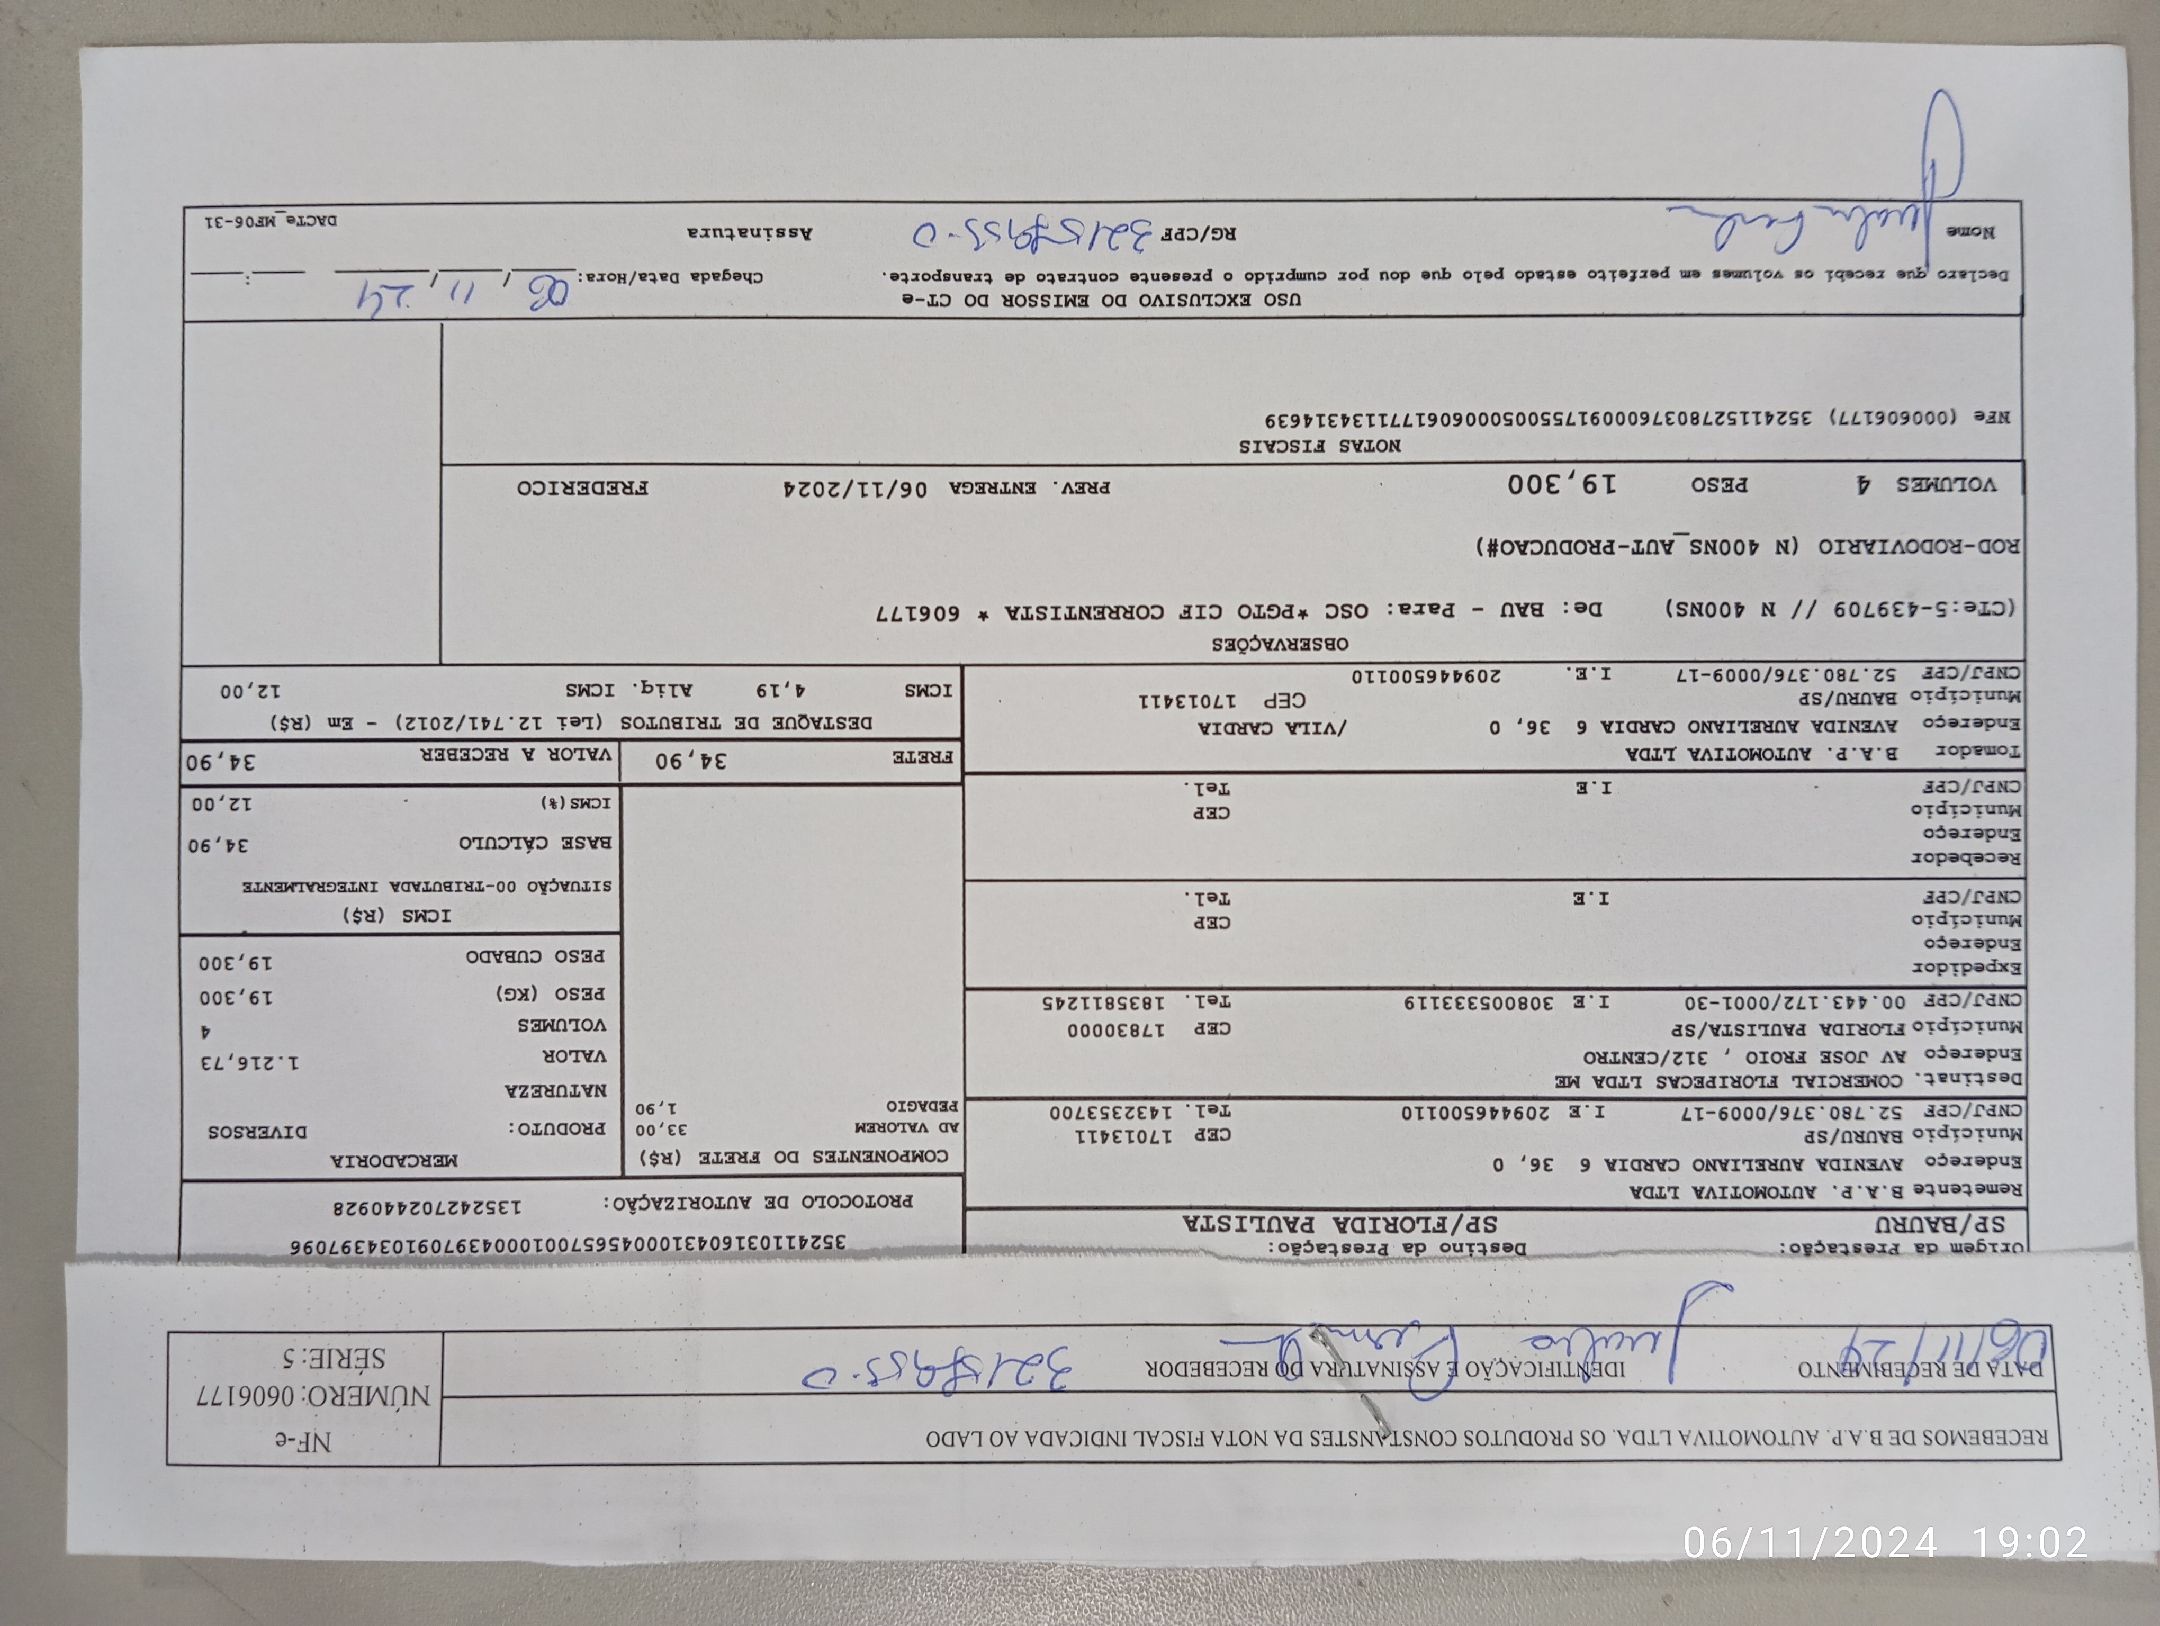 RECEBEMOS DE B.A.P. AUTOMOTIVA LTDA. OS PRODUTOS CONSTANSTES DA NOTA FISCAL INDICADA AO LADO
NF-e
NÚMERO: 0606177
SÉRIE: 5
DATA DE RECEBIMENTO
06/11/24
IDENTIFICAÇÃO E ASSINATURA DO RECEBEDOR
Origem da Prestação:
SP/BAURU
Destino da Prestação:
SP/FLORIDA PAULISTA
PROTOCOLO DE AUTORIZAÇÃO: 135242702440928
Remetente B.A.P. AUTOMOTIVA LTDA
Endereço AVENIDA AURELIANO CARDIA 6 36, 0
Município BAURU/SP CEP 17013411
CNPJ/CPF 52.780.376/0009-17 I.E 209446500110 Tel. 1432353700
Destinat. COMERCIAL FLORIPECAS LTDA ME
Endereço AV JOSE FROIO , 312/CENTRO
Município FLORIDA PAULISTA/SP CEP 17830000
CNPJ/CPF 00.443.172/0001-30 I.E 308005333119 Tel. 183581 1245
Expedidor
Endereço
Município CEP
CNPJ/CPF I.E Tel.
Recebedor
Endereço
Município CEP
CNPJ/CPF I.E Tel.
Tomador B.A.P. AUTOMOTIVA LTDA
Endereço AVENIDA AURELIANO CARDIA 6 36, 0 /VILA CARDIA
Município BAURU/SP CEP 17013411
CNPJ/CPF 52.780.376/0009-17 I.E. 209446500110
COMPONENTES DO FRETE (R$)
AD VALOREM 33,00
PEDAGIO 1,90
FRETE 34,90
MERCADORIA
PRODUTO: DIVERSOS
NATUREZA
VALOR 1.216,73
VOLUMES 4
PESO (KG) 19,300
PESO CUBADO 19,300
ICMS (R$)
SITUAÇÃO 00-TRIBUTADA INTEGRALMENTE
BASE CÁLCULO 34,90
ICMS(%) 12,00
VALOR A RECEBER 34,90
DESTAQUE DE TRIBUTOS (Lei 12.741/2012) - Em (R$)
ICMS 4,19 Aliq. ICMS 12,00
OBSERVAÇÕES
(CTe:5-439709 // N 400NS) De: BAU - Para: OSC *PGTO CIF CORRENTISTA * 606177
ROD-RODOVIARIO (N 400NS_AUT-PRODUCAO#)
VOLUMES 4 PESO 19,300 PREV. ENTREGA 06/11/2024 FREDERICO
NOTAS FISCAIS
NFe (000606177) 35241152780376000917550050006061771113431 4639
USO EXCLUSIVO DO EMISSOR DO CT-e
Declaro que recebi os volumes em perfeito estado pelo que dou por cumprido o presente contrato de transporte.
Chegada Data/Hora: 06/11/24 :
Nome
RG/CPF
Assinatura
DACTe_MF06-31
06/11/2024 19:02